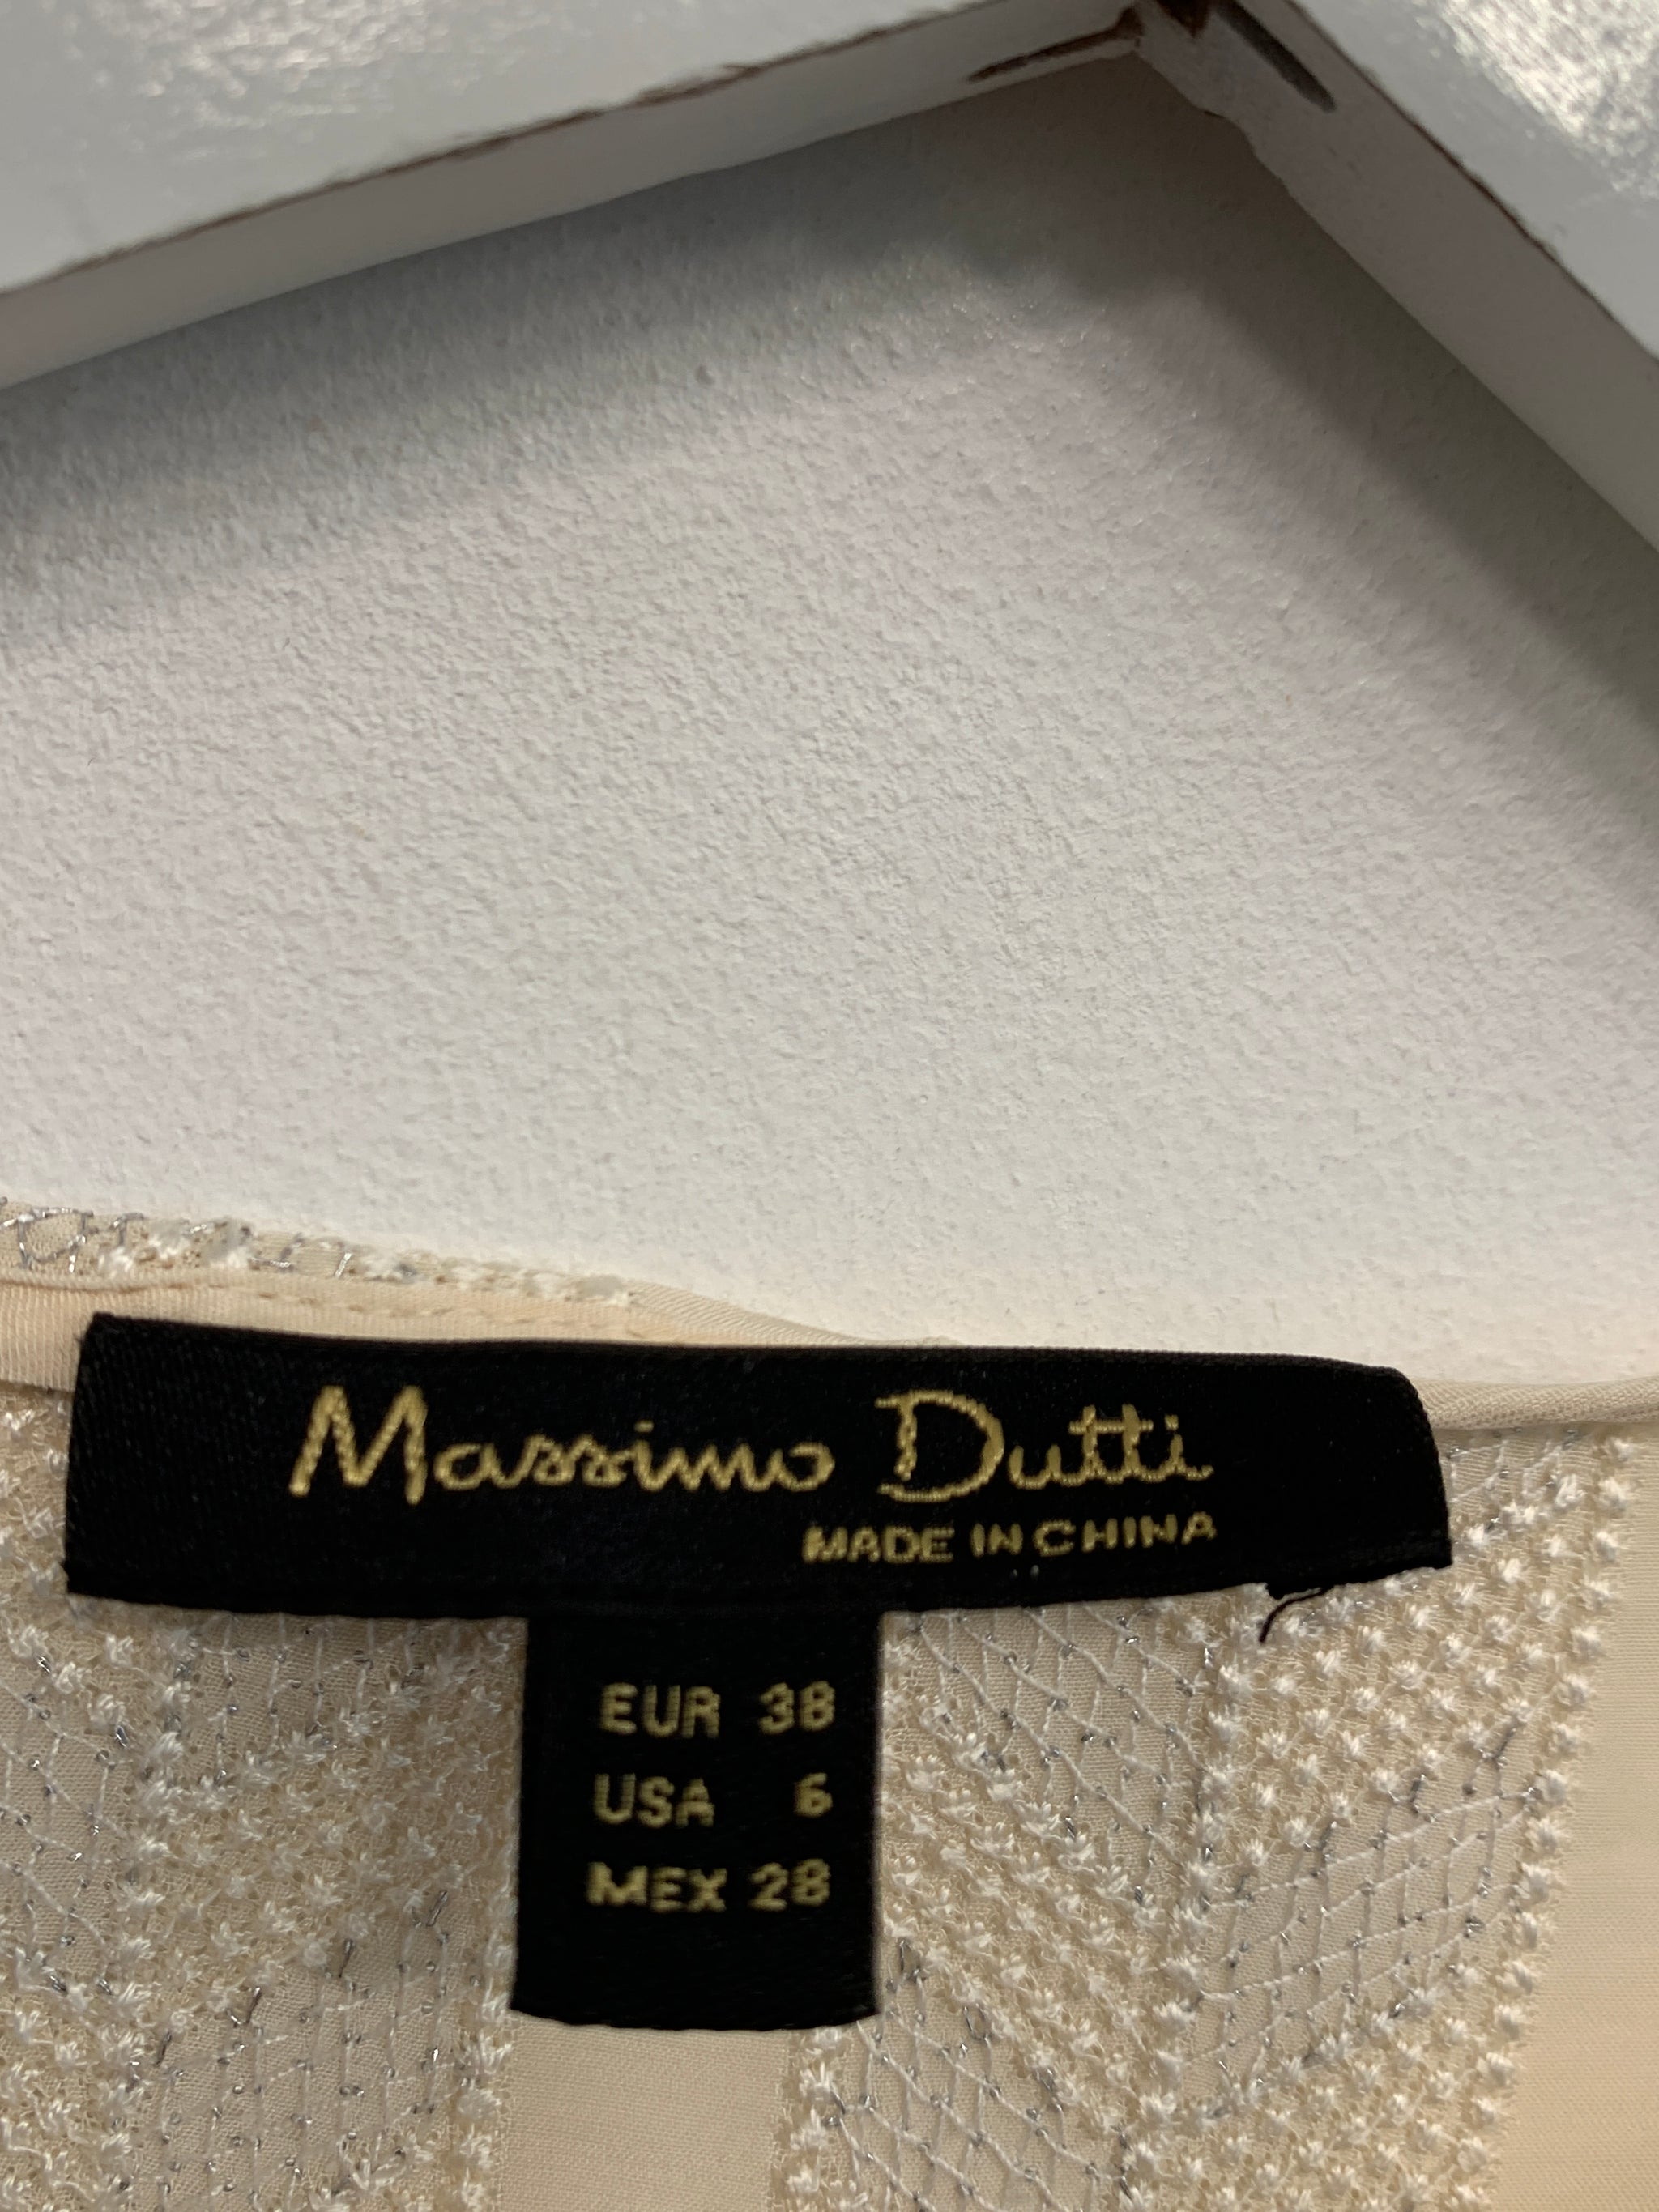 Massimo Dutti
MADE IN CHINA
EUR 38
USA 6
MEX 28